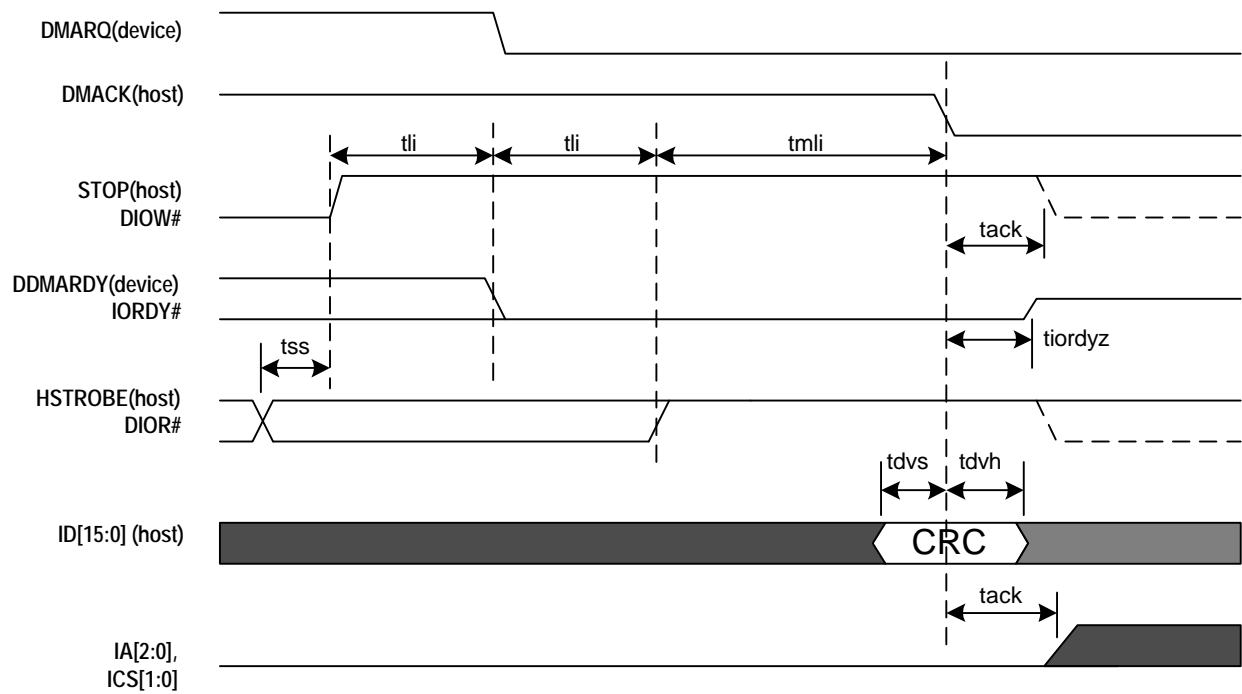 DMARQ(device)
DMACK(host)
tli
tli
tmli
STOP(host)
DIOW#
tack
DDMARDY(device)
IORDY#
tss
tiordyz
HSTROBE(host)
DIOR#
tdvs
tdvh
ID[15:0] (host)
CRC
tack
IA[2:0],
ICS[1:0]